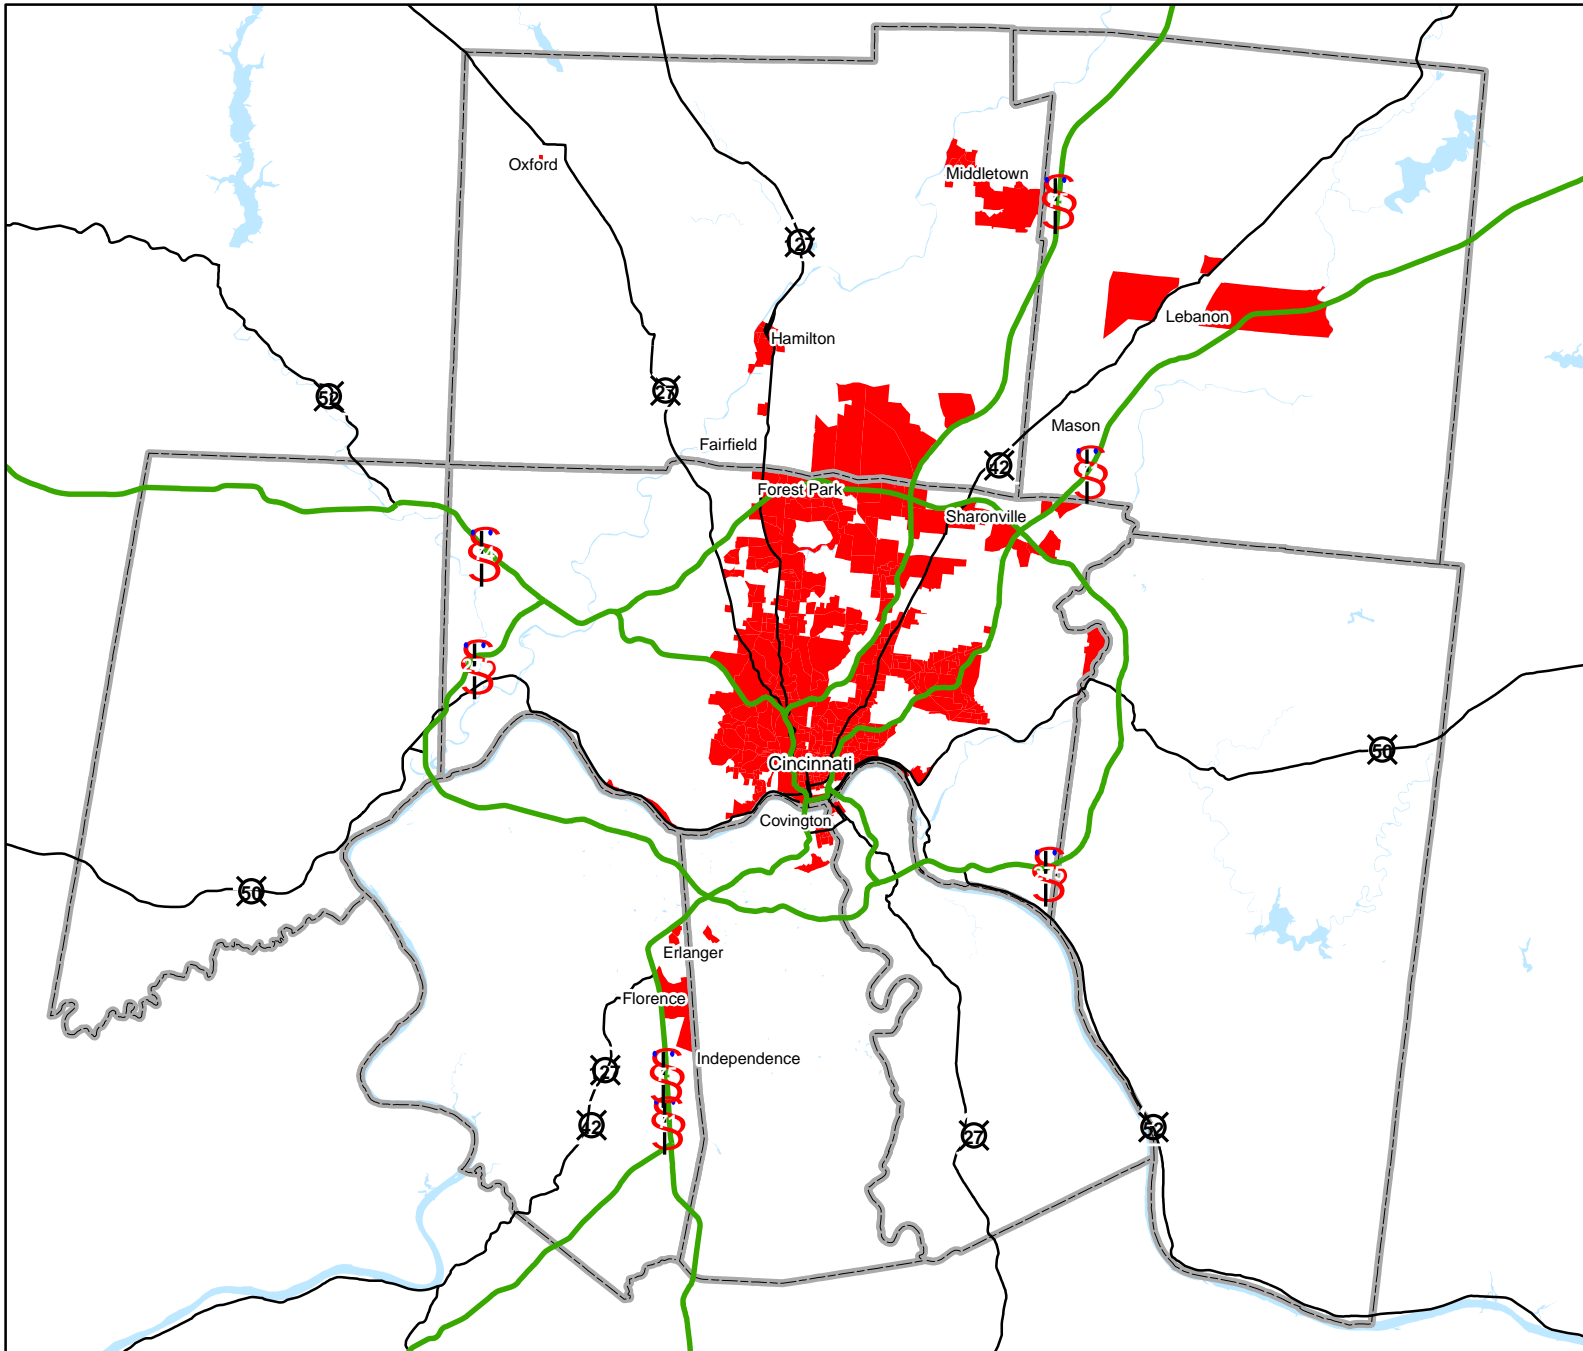 Oxford
Middletown
127
Lebanon
Hamilton
52
27
Mason
Fairfield
42
Forest Park
Sharonville
50
Cincinnati
Covington
50
Erlanger
Florence
Independence
127
42
27
52